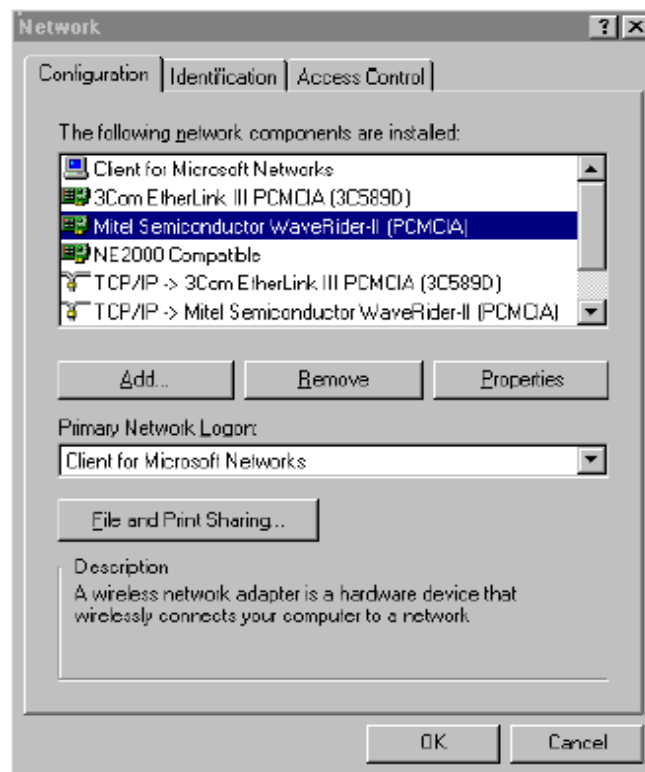 Network
Configuration Identification Access Control
The following network components are installed:
Client for Microsoft Networks
3Com EtherLink III PCMCIA (3C589D)
Mitel Semiconductor WaveRider-II (PCMCIA)
NE2000 Compatible
TCP/IP -> 3Com EtherLink III PCMCIA (3C589D)
TCP/IP -> Mitel Semiconductor WaveRider-II (PCMCIA)
Add... Remove Properties
Primary Network Logon:
Client for Microsoft Networks
File and Print Sharing...
Description
A wireless network adapter is a hardware device that
wirelessly connects your computer to a network
OK Cancel